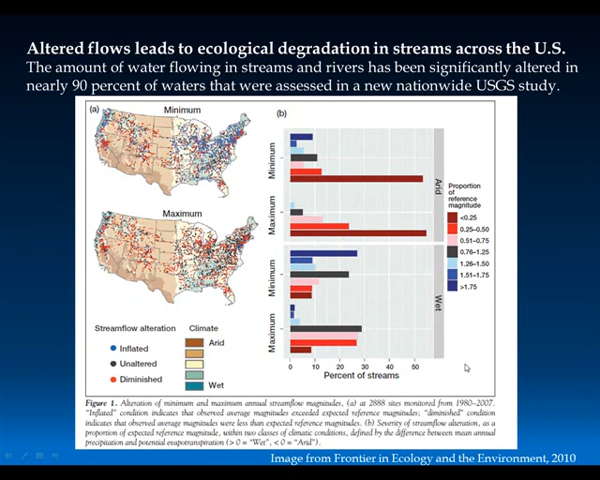 Altered flows leads to ecological degradation in streams across the U.S.
The amount of water flowing in streams and rivers has been significantly altered in
nearly 90 percent of waters that were assessed in a new nationwide USGS study.
(a)
Minimum
Maximum
Streamflow alteration
Inflated
Unaltered
Diminished
Climate
Arid
Wet
(b)
Minimum
Maximum
Arid
Minimum
Maximum
Wet
0 10 20 30 40 50
Percent of streams
Proportion
of
reference
magnitude
<0.25
0.25–0.50
0.51–0.75
0.76–1.25
1.26–1.50
1.51–1.75
>1.75
Figure 1. Alteration of minimum and maximum annual streamflow magnitudes, (a) at 2888 sites monitored from 1980–2007.
"Inflated" condition indicates that observed average magnitudes exceeded expected reference magnitudes; "diminished" condition
indicates that observed average magnitudes were less than expected reference magnitudes. (b) Severity of streamflow alteration, as a
proportion of expected reference magnitude, within two classes of climatic conditions, defined by the difference between mean annual
precipitation and potential evapotranspiration (> 0 = "Wet", < 0 = "Arid").
Image from Frontier in Ecology and the Environment, 2010